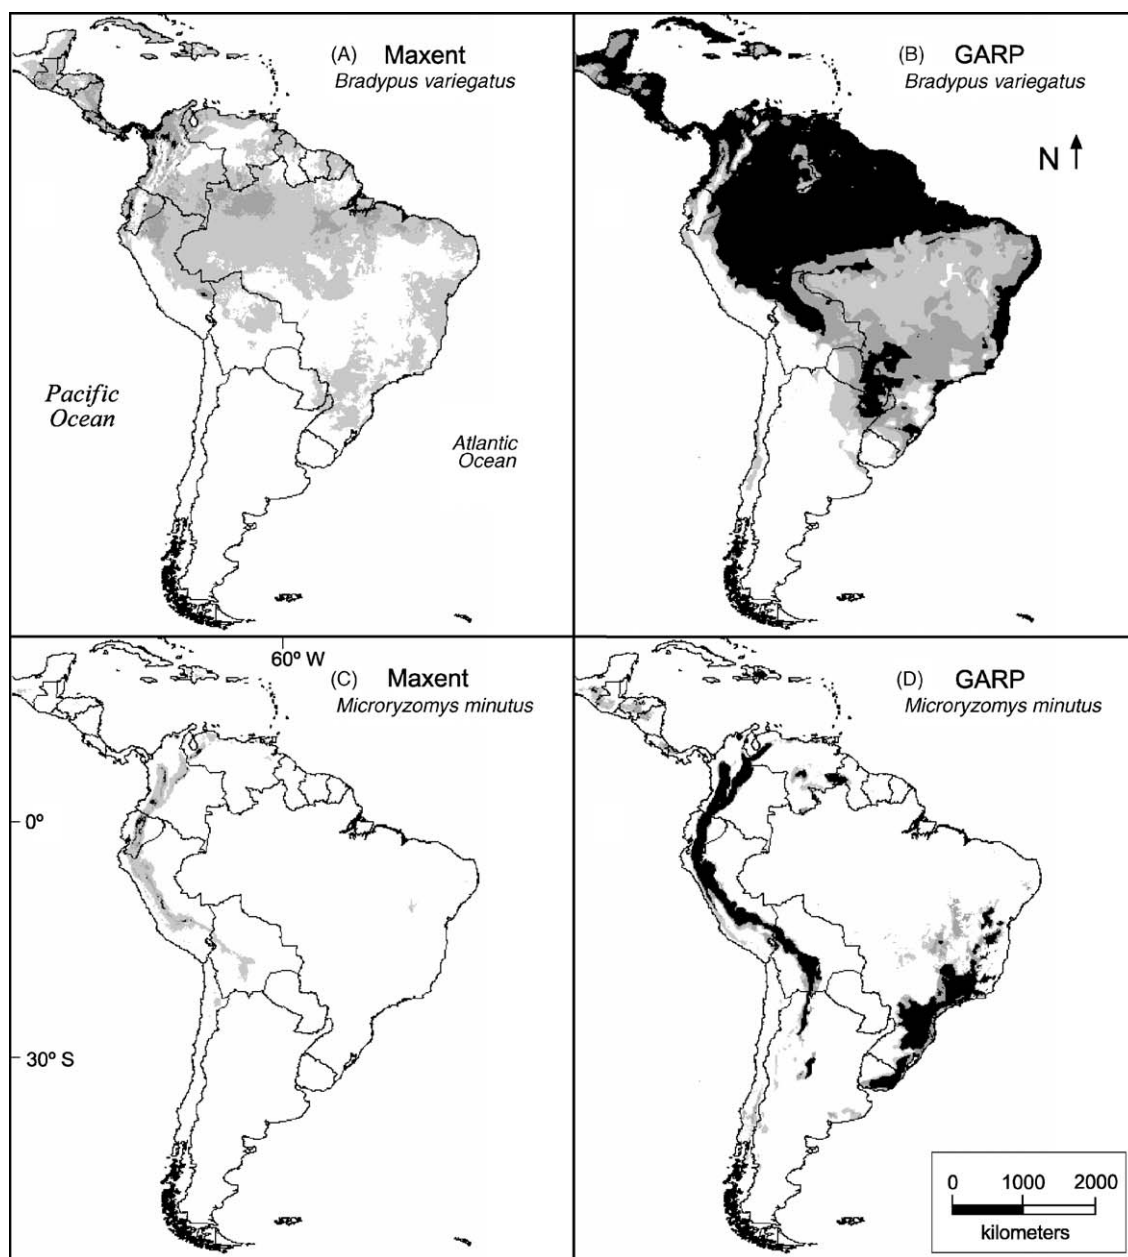 (A) Maxent
Bradypus variegatus
Pacific
Ocean
Atlantic
Ocean
(B) GARP
Bradypus variegatus
N
60º W
(C) Maxent
Microryzomys minutus
0º
30º S
(D) GARP
Microryzomys minutus
0 1000 2000
kilometers